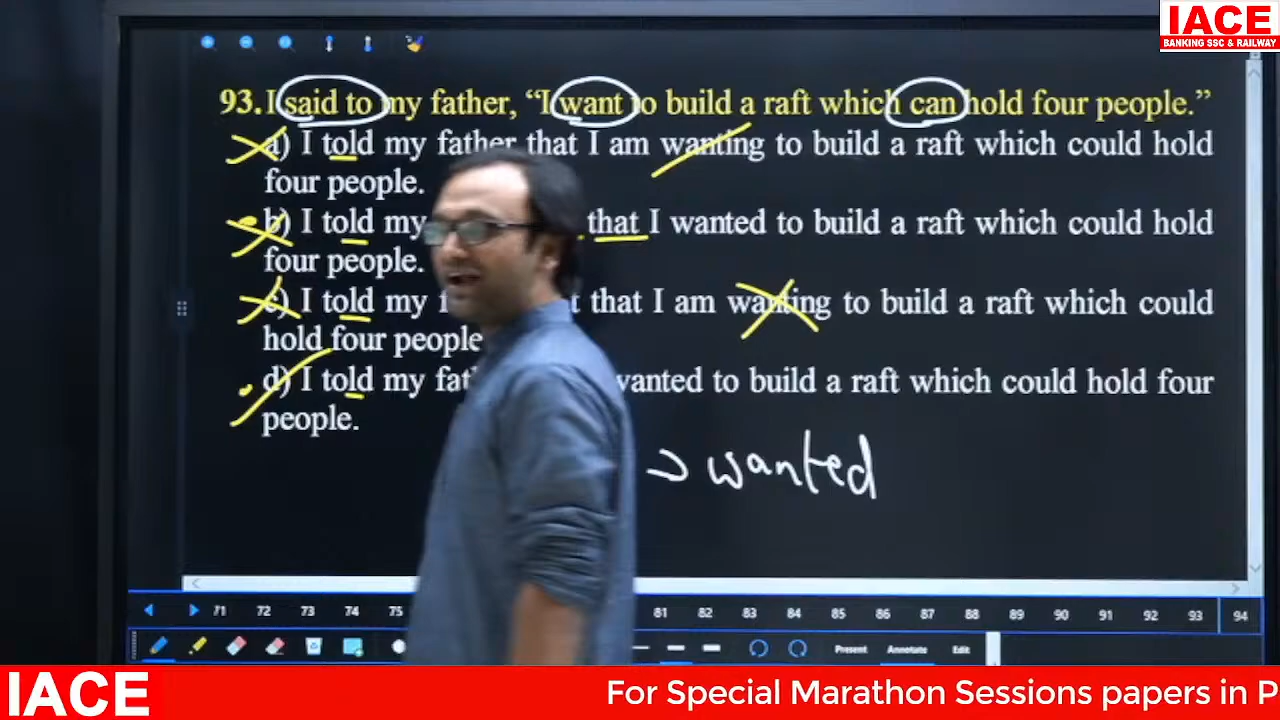 IACE
BANKING SSC & RAILWAY
93. I said to my father, “I want to build a raft which can hold four people.”
a) I told my father that I am wanting to build a raft which could hold
four people.
b) I told my that I wanted to build a raft which could hold
four people.
c) I told my that I am wanting to build a raft which could
hold four people
d) I told my wanted to build a raft which could hold four
people.
wanted
71 72 73 74 75 81 82 83 84 85 86 87 88 89 90 91 92 93 94
Present Annotate Edit
IACE For Special Marathon Sessions papers in P